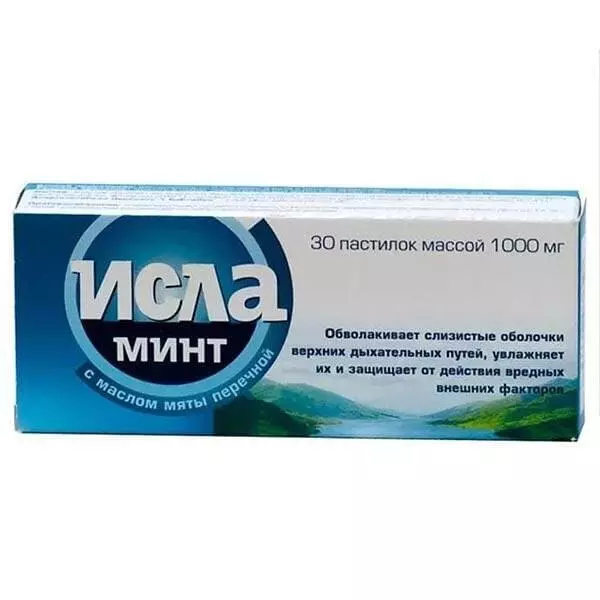 Исла
МИНТ
с маслом мяты перечной
30 пастилок массой 1000 мг
Обволакивает слизистые оболочки
верхних дыхательных путей, увлажняет
их и защищает от действия вредных
внешних факторов